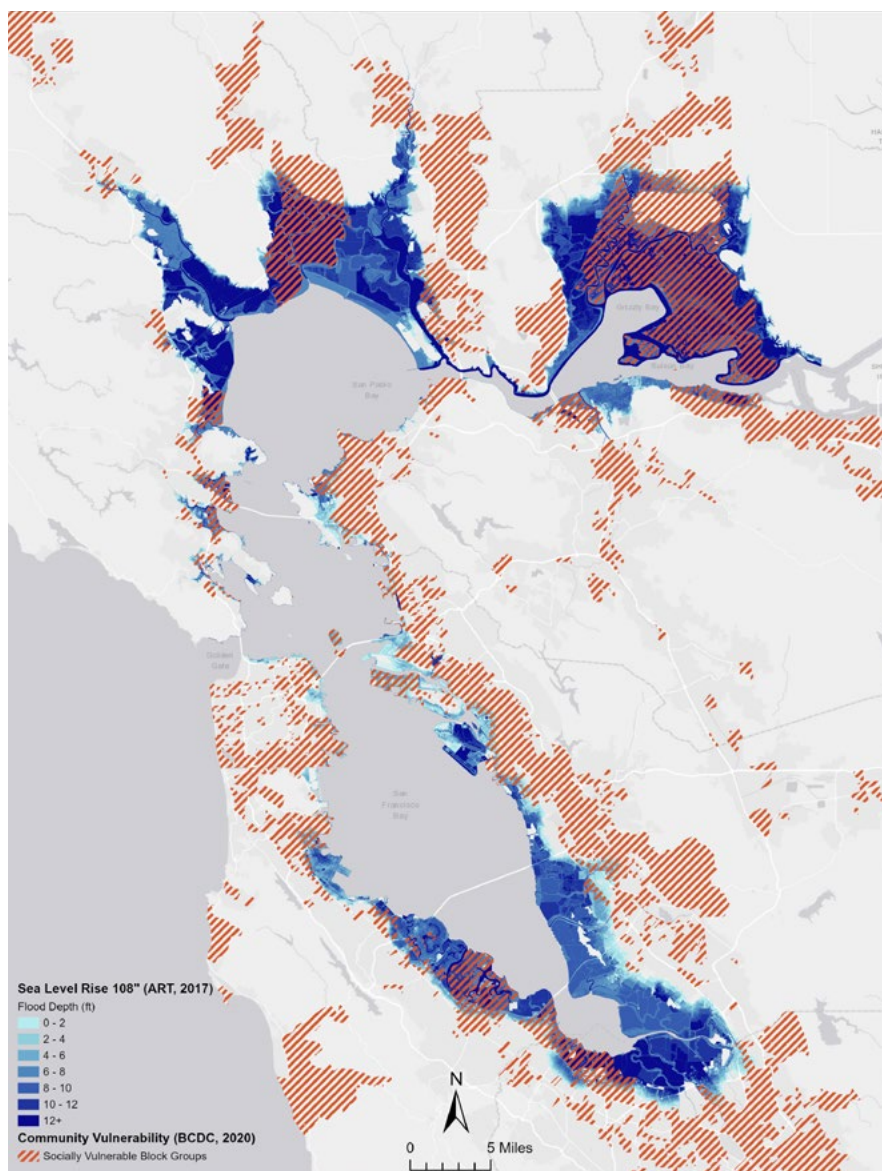 HA
T
Grizzly Bay
Suisun Bay
SH
I
San Pablo
Bay
Golden
Gate
San
Francisco
Bay
Sea Level Rise 108" (ART, 2017)
Flood Depth (ft)
0 - 2
2 - 4
4 - 6
6 - 8
8 - 10
10 - 12
12+
Community Vulnerability (BCDC, 2020)
Socially Vulnerable Block Groups
N
0 5 Miles